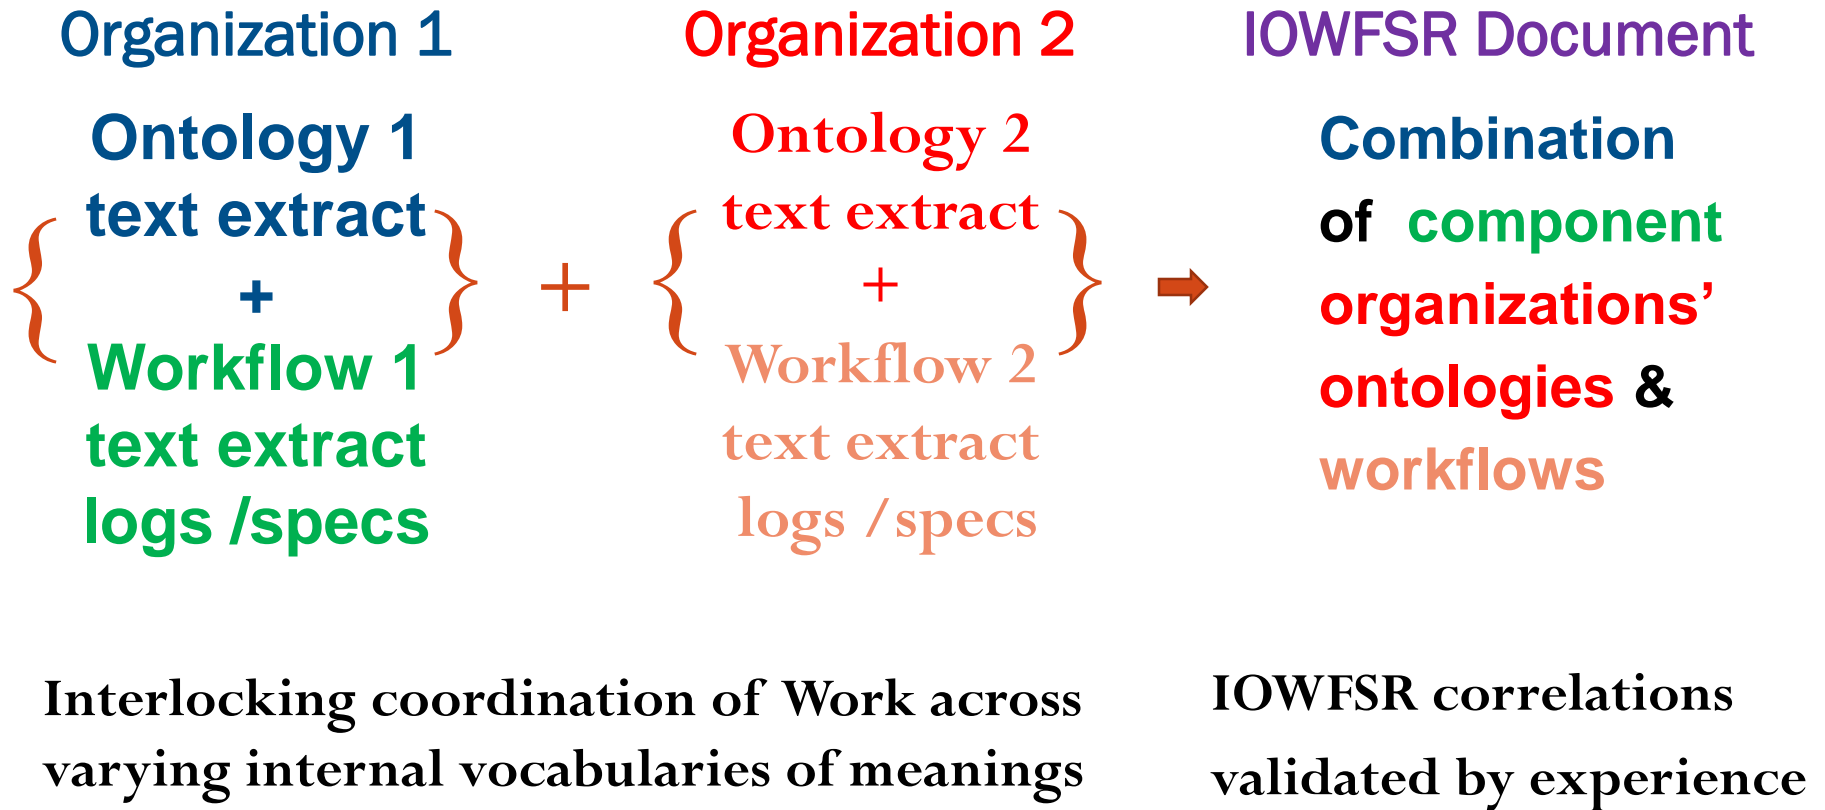 Organization 1
Ontology 1
text extract
+
Workflow 1
text extract
logs /specs
+
Organization 2
Ontology 2
text extract
+
Workflow 2
text extract
logs /specs
IOWFSR Document
Combination
of component
organizations’
ontologies &
workflows
Interlocking coordination of Work across
varying internal vocabularies of meanings
IOWFSR correlations
validated by experience